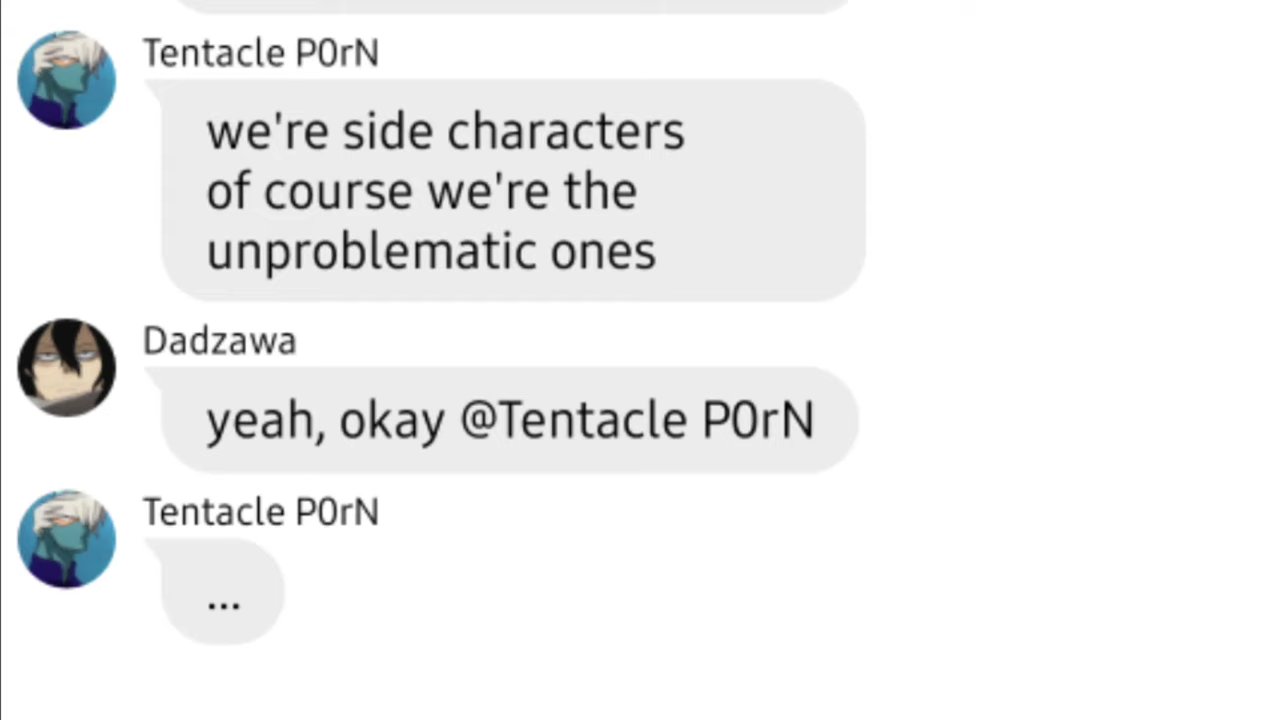 Tentacle P0rN
we're side characters
of course we're the
unproblematic ones
Dadzawa
yeah, okay @Tentacle P0rN
Tentacle P0rN
...